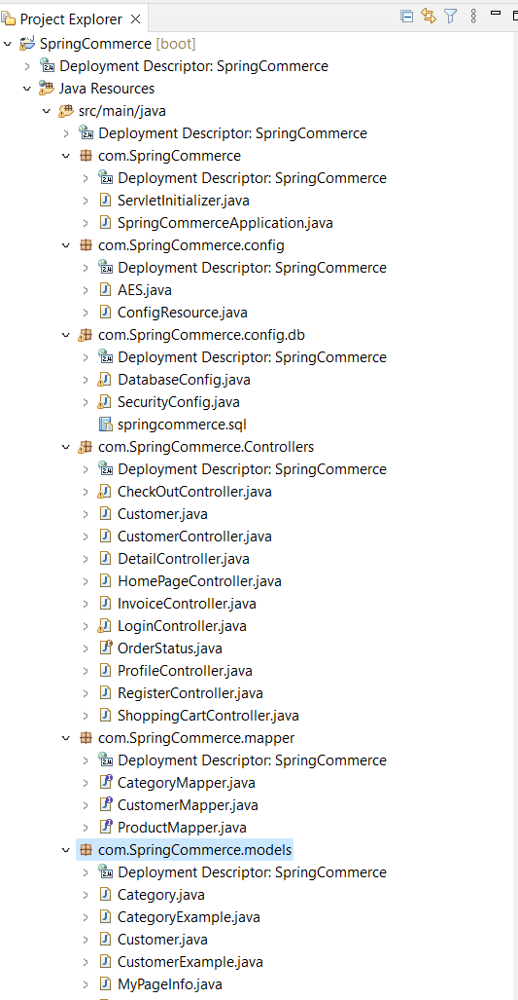 Project Explorer
SpringCommerce [boot]
Deployment Descriptor: SpringCommerce
Java Resources
src/main/java
Deployment Descriptor: SpringCommerce
com.SpringCommerce
Deployment Descriptor: SpringCommerce
ServletInitializer.java
SpringCommerceApplication.java
com.SpringCommerce.config
Deployment Descriptor: SpringCommerce
AES.java
ConfigResource.java
com.SpringCommerce.config.db
Deployment Descriptor: SpringCommerce
DatabaseConfig.java
SecurityConfig.java
springcommerce.sql
com.SpringCommerce.Controllers
Deployment Descriptor: SpringCommerce
CheckOutController.java
Customer.java
CustomerController.java
DetailController.java
HomePageController.java
InvoiceController.java
LoginController.java
OrderStatus.java
ProfileController.java
RegisterController.java
ShoppingCartController.java
com.SpringCommerce.mapper
Deployment Descriptor: SpringCommerce
CategoryMapper.java
CustomerMapper.java
ProductMapper.java
com.SpringCommerce.models
Deployment Descriptor: SpringCommerce
Category.java
CategoryExample.java
Customer.java
CustomerExample.java
MyPageInfo.java